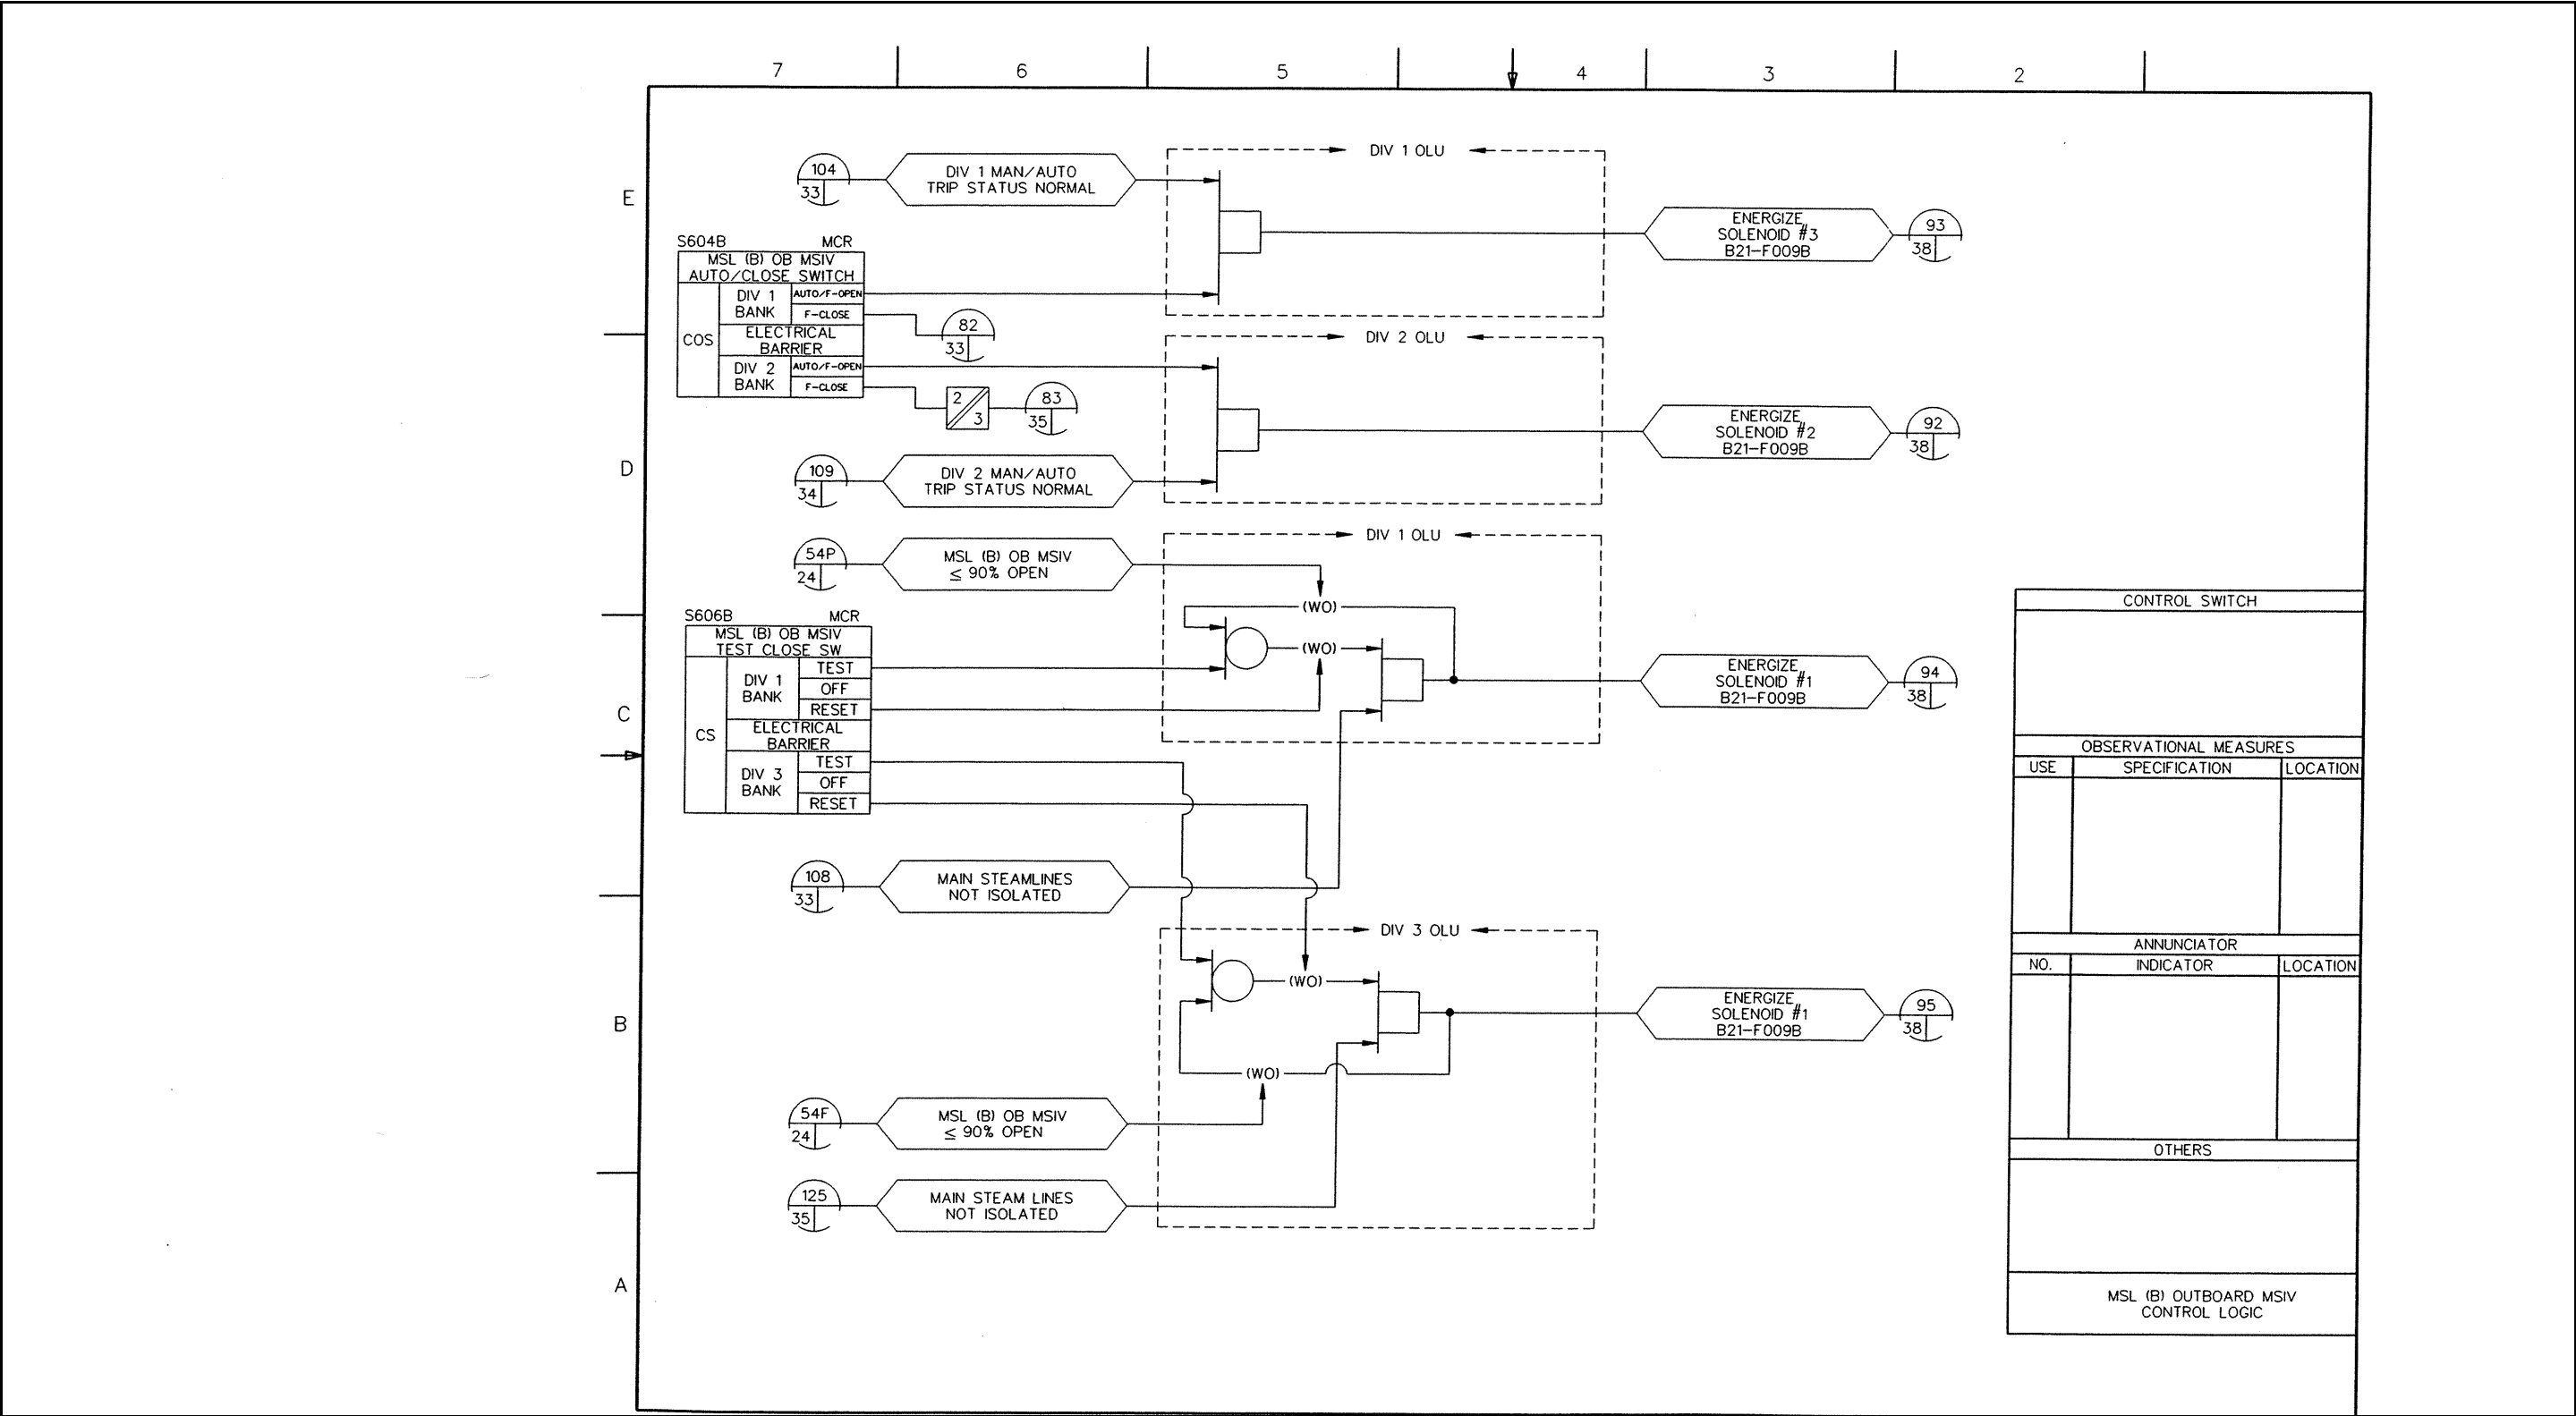 7 6 5 4 3 2
E
D
C
B
A
DIV 1 OLU
104
33
DIV 1 MAN/AUTO
TRIP STATUS NORMAL
ENERGIZE
SOLENOID #3
B21-F009B
93
38
S604B MCR
MSL (B) OB MSIV
AUTO/CLOSE SWITCH
COS
DIV 1
BANK
AUTO/F-OPEN
F-CLOSE
ELECTRICAL
BARRIER
DIV 2
BANK
AUTO/F-OPEN
F-CLOSE
82
33
2
3
83
35
DIV 2 OLU
ENERGIZE
SOLENOID #2
B21-F009B
92
38
109
34
DIV 2 MAN/AUTO
TRIP STATUS NORMAL
DIV 1 OLU
54P
24
MSL (B) OB MSIV
≤ 90% OPEN
(WO)
(WO)
S606B MCR
MSL (B) OB MSIV
TEST CLOSE SW
CS
DIV 1
BANK
TEST
OFF
RESET
ELECTRICAL
BARRIER
DIV 3
BANK
TEST
OFF
RESET
ENERGIZE
SOLENOID #1
B21-F009B
94
38
108
33
MAIN STEAMLINES
NOT ISOLATED
DIV 3 OLU
(WO)
(WO)
ENERGIZE
SOLENOID #1
B21-F009B
95
38
54F
24
MSL (B) OB MSIV
≤ 90% OPEN
125
35
MAIN STEAM LINES
NOT ISOLATED
CONTROL SWITCH
OBSERVATIONAL MEASURES
USE SPECIFICATION LOCATION
ANNUNCIATOR
NO. INDICATOR LOCATION
OTHERS
MSL (B) OUTBOARD MSIV
CONTROL LOGIC